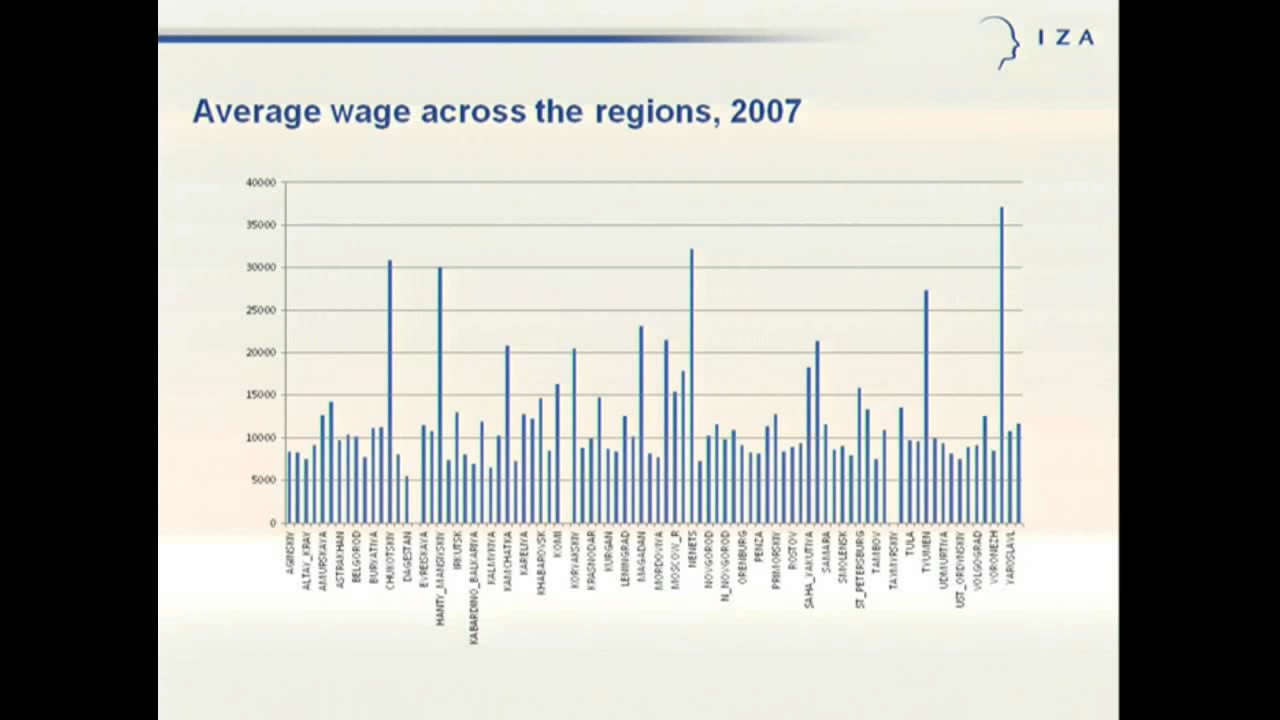 IZA
Average wage across the regions, 2007
40000
35000
30000
25000
20000
15000
10000
5000
0
AGINSKIY
ALTAY_KRAY
AMURSKAYA
ASTRAKHAN
BELGOROD
BURYATIYA
CHUKOTSKIY
DAGESTAN
EVREISKAYA
HANTY_MANSIYSKIY
IRKUTSK
KABARDINO_BALKARIYA
KALMYKIYA
KAMCHATKA
KARELIYA
KHABAROVSK
KOMI
KORYAKSKIY
KRASNODAR
KURGAN
LENINGRAD
MAGADAN
MORDOVIYA
MOSCOW_R
NENETS
NOVGOROD
N_NOVGOROD
ORENBURG
PENZA
PRIMORSKIY
ROSTOV
SAHA_YAKUTIYA
SAMARA
SMOLENSK
ST_PETERSBURG
TAMBOV
TAYMYRSKIY
TULA
TYUMEN
UDMURTIYA
UST_ORDYNSKIY
VOLGOGRAD
VORONEZH
YAROSLAVL